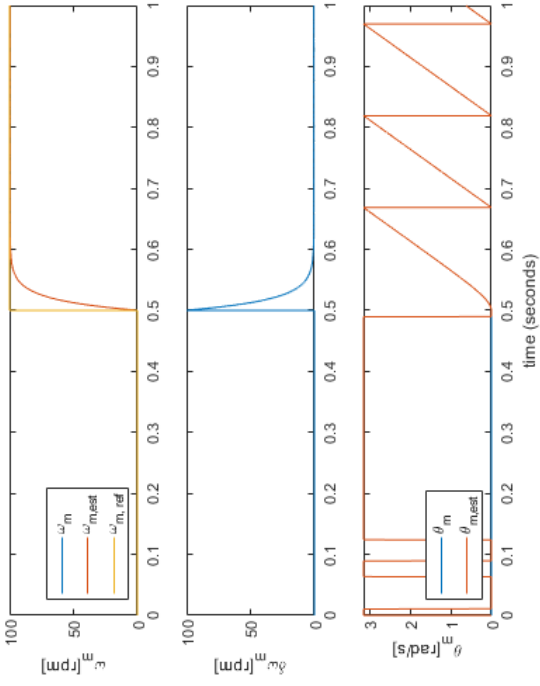 ω_m[rpm]
100
50
0
ω_m
ω_m,est
ω_m, ref
0 0.1 0.2 0.3 0.4 0.5 0.6 0.7 0.8 0.9 1
δω_m[rpm]
100
50
0
0 0.1 0.2 0.3 0.4 0.5 0.6 0.7 0.8 0.9 1
θ_m[rad/s]
3
2
1
0
θ_m
θ_m,est
0 0.1 0.2 0.3 0.4 0.5 0.6 0.7 0.8 0.9 1
time (seconds)